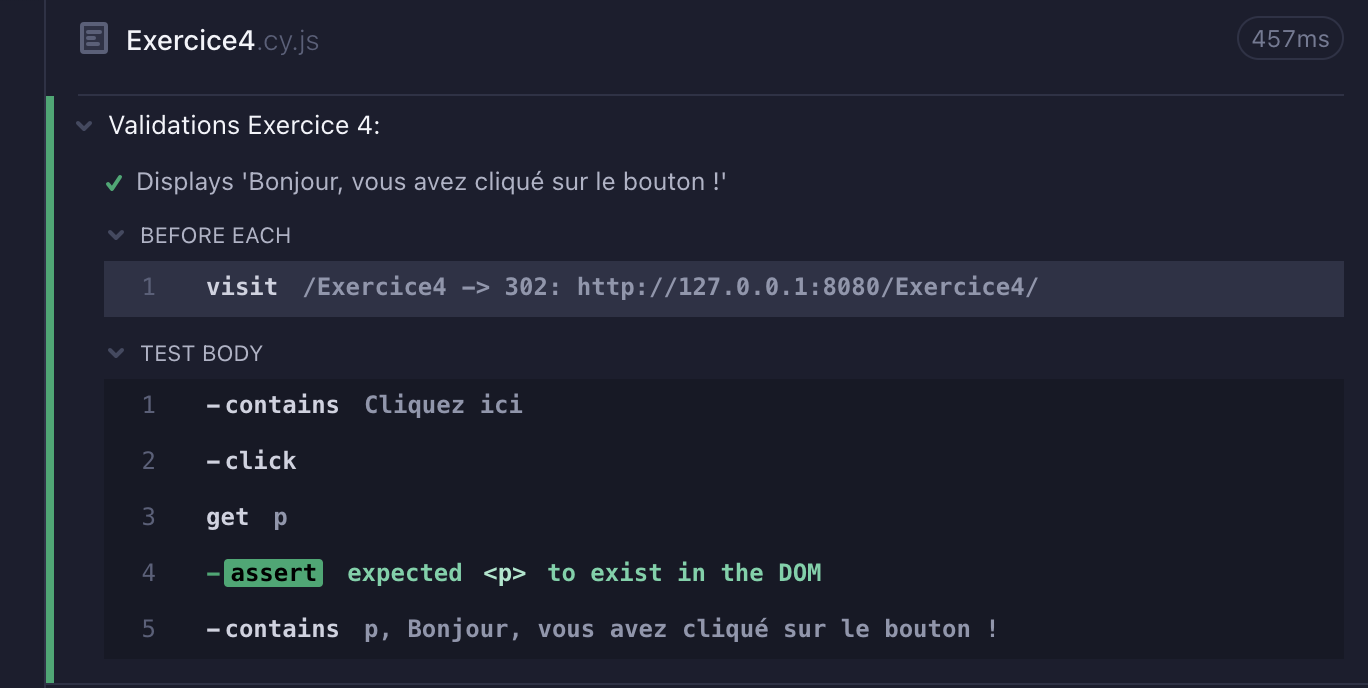 Exercice4.cy.js
457ms
Validations Exercice 4:
Displays 'Bonjour, vous avez cliqué sur le bouton !'
BEFORE EACH
1 visit /Exercice4 —> 302: http://127.0.0.1:8080/Exercice4/
TEST BODY
1 -contains Cliquez ici
2 -click
3 get p
4 -assert expected <p> to exist in the DOM
5 -contains p, Bonjour, vous avez cliqué sur le bouton !